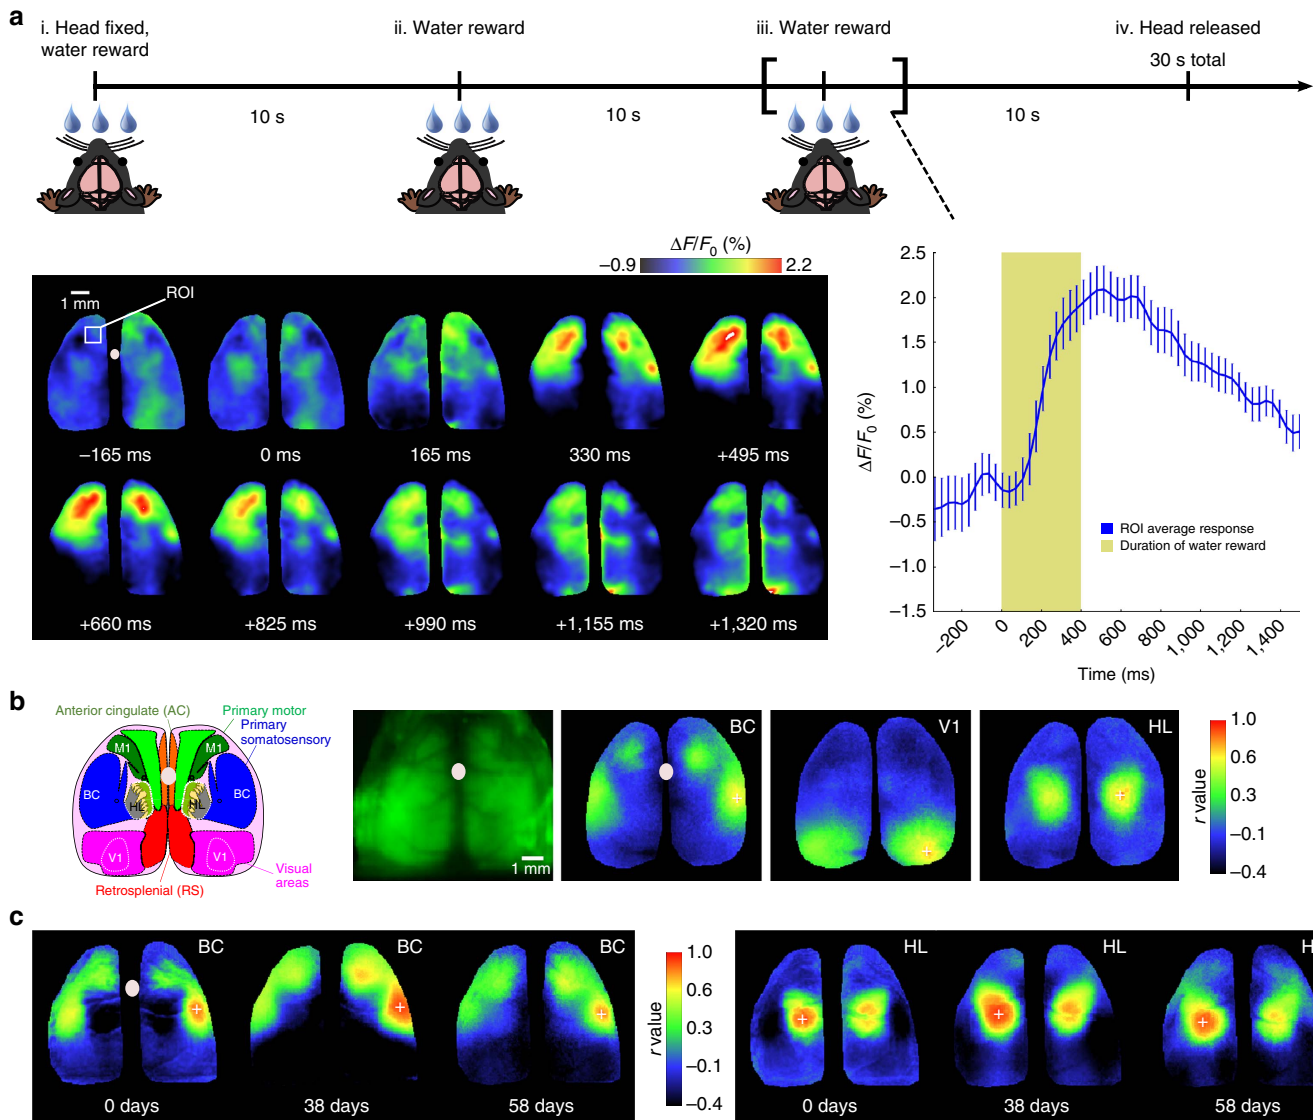 a
i. Head fixed,
water reward
ii. Water reward
iii. Water reward
iv. Head released
30 s total
10 s
10 s
10 s
ΔF/F0 (%)
−0.9
2.2
1 mm
ROI
−165 ms
0 ms
165 ms
330 ms
+495 ms
+660 ms
+825 ms
+990 ms
+1,155 ms
+1,320 ms
2.5
2.0
1.5
1.0
0.5
0.0
−0.5
−1.0
−1.5
ΔF/F0 (%)
ROI average response
Duration of water reward
−200
0
200
400
600
800
1,000
1,200
1,400
Time (ms)
b
Anterior cingulate (AC)
Primary motor
Primary
somatosensory
M1
M1
BC
BC
HL
HL
V1
V1
Visual
areas
Retrosplenial (RS)
1 mm
BC
V1
HL
1.0
0.6
0.3
−0.1
−0.4
r value
c
BC
BC
BC
0 days
38 days
58 days
r value
1.0
0.6
0.3
−0.1
−0.4
HL
HL
H
0 days
38 days
58 days